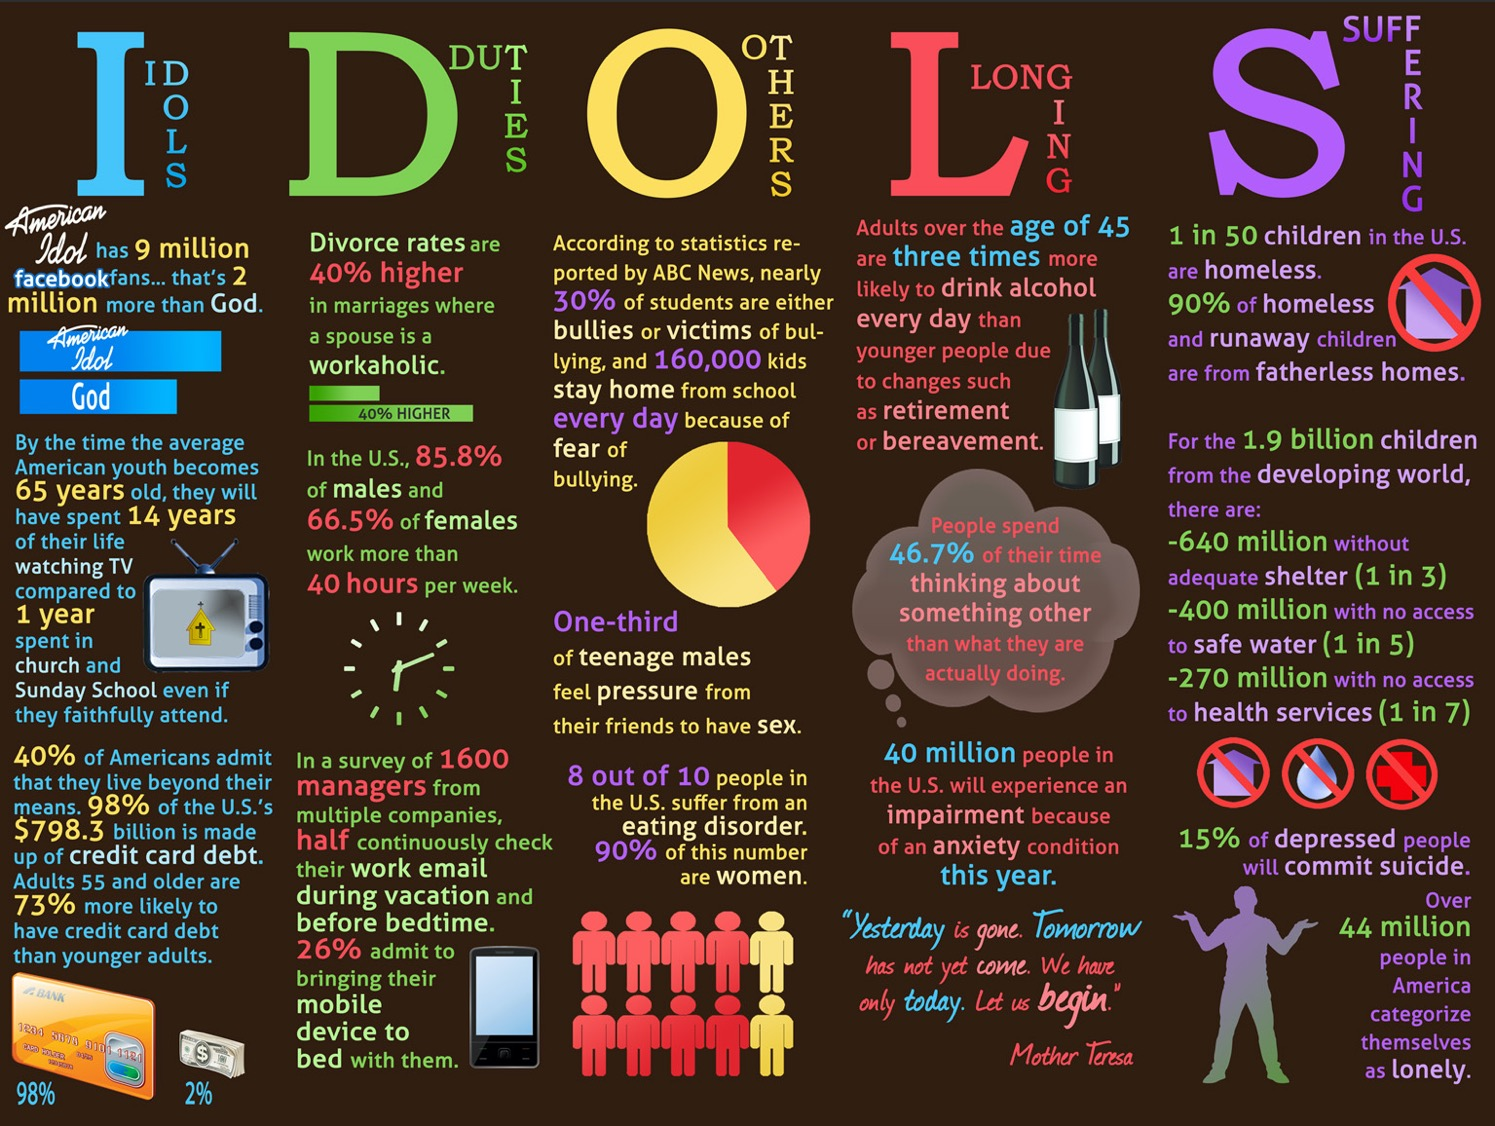 I IDOLS
American
Idol has 9 million
facebook fans... that's 2
million more than God.
American
Idol
God
By the time the average
American youth becomes
65 years old, they will
have spent 14 years
of their life
watching TV
compared to
1 year
spent in
church and
Sunday School even if
they faithfully attend.
40% of Americans admit
that they live beyond their
means. 98% of the U.S.'s
$798.3 billion is made
up of credit card debt.
Adults 55 and older are
73% more likely to
have credit card debt
than younger adults.
BANK
98%
2%
D DUTIES
Divorce rates are
40% higher
in marriages where
a spouse is a
workaholic.
40% HIGHER
In the U.S., 85.8%
of males and
66.5% of females
work more than
40 hours per week.
In a survey of 1600
managers from
multiple companies,
half continuously check
their work email
during vacation and
before bedtime.
26% admit to
bringing their
mobile
device to
bed with them.
O OTHERS
According to statistics re-
ported by ABC News, nearly
30% of students are either
bullies or victims of bul-
lying, and 160,000 kids
stay home from school
every day because of
fear of
bullying.
One-third
of teenage males
feel pressure from
their friends to have sex.
8 out of 10 people in
the U.S. suffer from an
eating disorder.
90% of this number
are women.
L LONGING
Adults over the age of 45
are three times more
likely to drink alcohol
every day than
younger people due
to changes such
as retirement
or bereavement.
People spend
46.7% of their time
thinking about
something other
than what they are
actually doing.
40 million people in
the U.S. will experience an
impairment because
of an anxiety condition
this year.
"Yesterday is gone. Tomorrow
has not yet come. We have
only today. Let us begin."
Mother Teresa
S SUFFERING
1 in 50 children in the U.S.
are homeless.
90% of homeless
and runaway children
are from fatherless homes.
For the 1.9 billion children
from the developing world,
there are:
-640 million without
adequate shelter (1 in 3)
-400 million with no access
to safe water (1 in 5)
-270 million with no access
to health services (1 in 7)
15% of depressed people
will commit suicide.
Over
44 million
people in
America
categorize
themselves
as lonely.